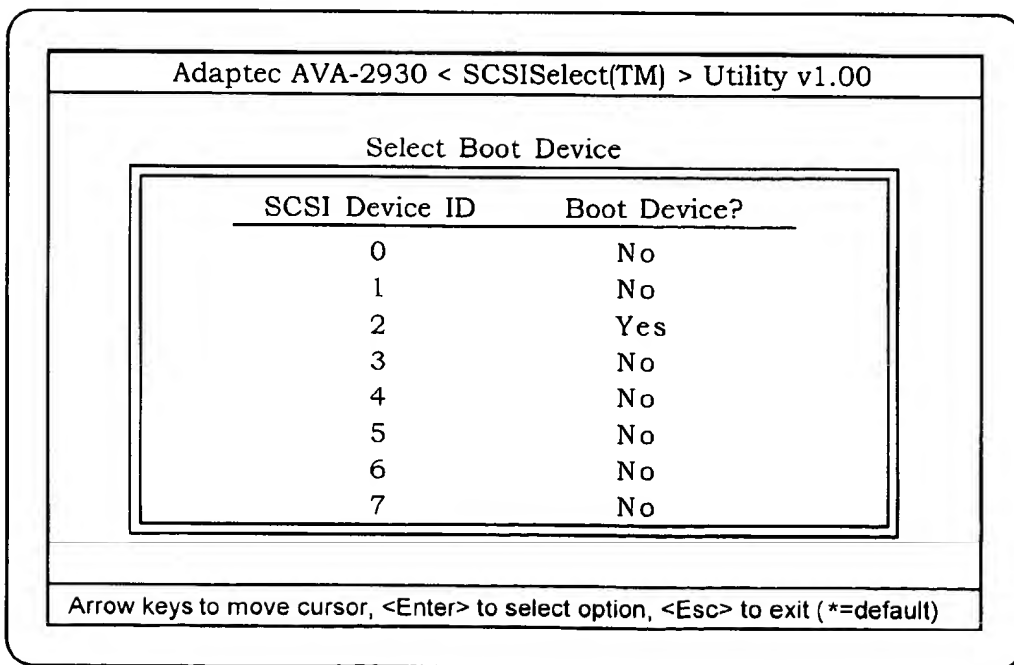 Adaptec AVA-2930 < SCSISelect(TM) > Utility v1.00
Select Boot Device
SCSI Device ID Boot Device?
0 No
1 No
2 Yes
3 No
4 No
5 No
6 No
7 No
Arrow keys to move cursor, <Enter> to select option, <Esc> to exit (*=default)